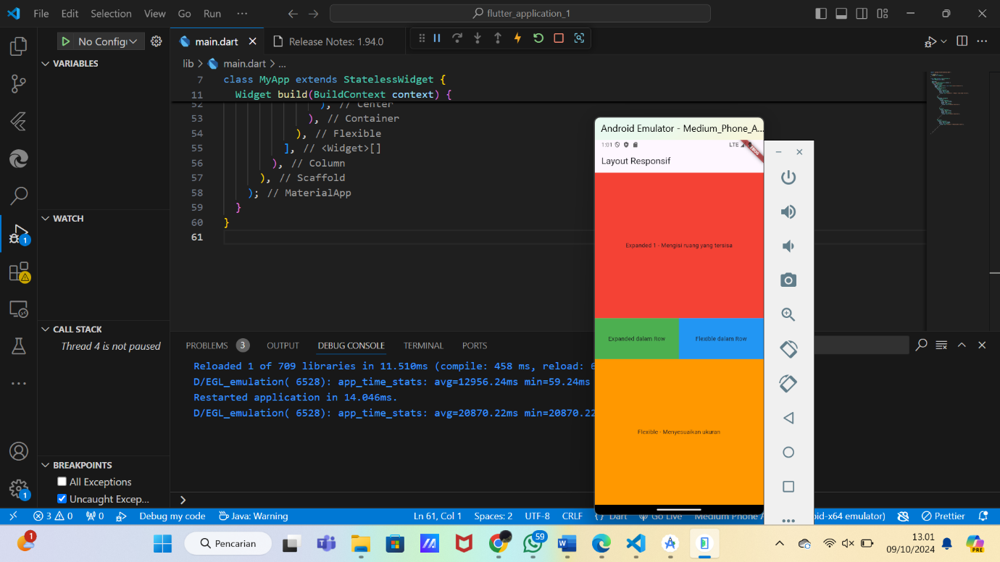 File Edit Selection View Go Run ··· flutter_application_1
No Config
main.dart
Release Notes: 1.94.0
VARIABLES
lib > main.dart > ...
7 class MyApp extends StatelessWidget {
11 Widget build(BuildContext context) {
52 ), // Center
53 ), // Container
54 ), // Flexible
55 ], // <Widget>[]
56 ), // Column
57 ), // Scaffold
58 ); // MaterialApp
59 }
60 }
61
WATCH
CALL STACK
Thread 4 is not paused
BREAKPOINTS
All Exceptions
Uncaught Excep...
PROBLEMS 3 OUTPUT DEBUG CONSOLE TERMINAL PORTS
Reloaded 1 of 709 libraries in 11.510ms (compile: 458 ms, reload:
D/EGL_emulation( 6528): app_time_stats: avg=12956.24ms min=59.24ms
Restarted application in 14.046ms.
D/EGL_emulation( 6528): app_time_stats: avg=20870.22ms min=20870.22
Android Emulator - Medium_Phone_A...
1:01 LTE
DEBUG
Layout Responsif
Expanded 1 - Mengisi ruang yang tersisa
Expanded dalam Row
Flexible dalam Row
Flexible - Menyesuaikan ukuran
1
1
3 0 0 Debug my code Java: Warning Ln 61, Col 1 Spaces: 2 UTF-8 CRLF {} Dart Go Live Medium Phone A oid-x64 emulator) Prettier
1
Pencarian
59
13.01
09/10/2024
PRE